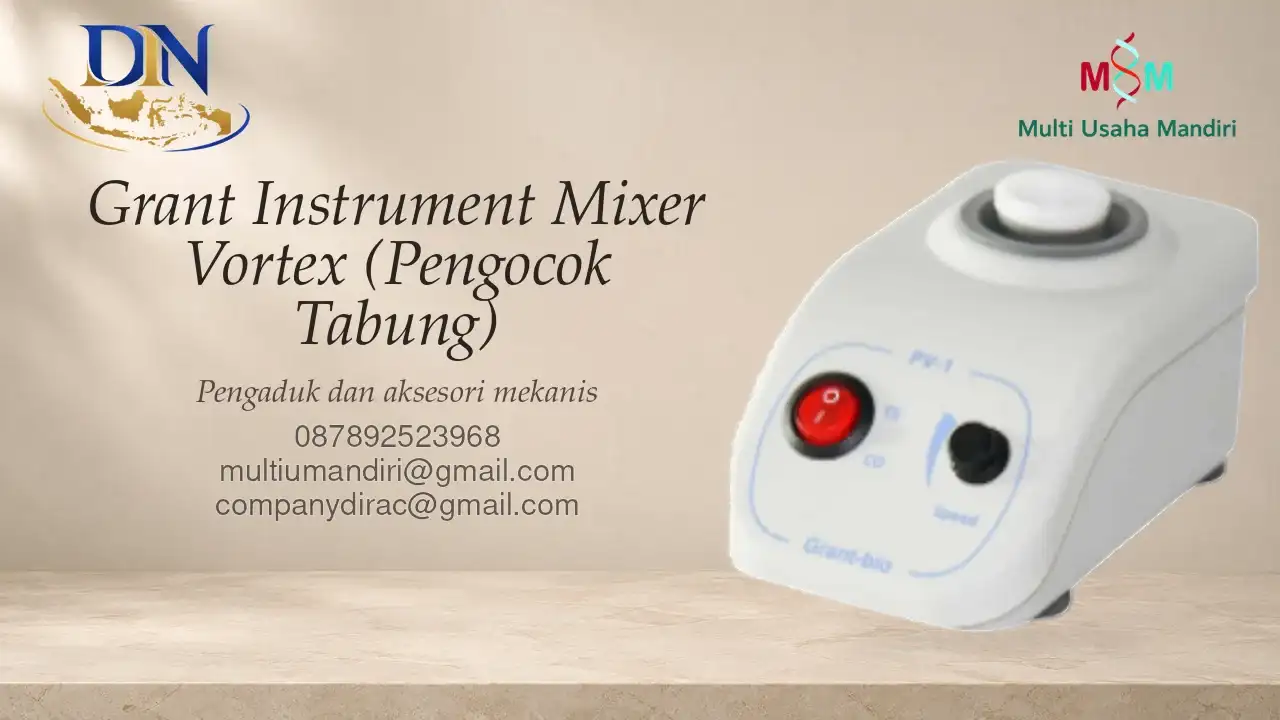 DN
M M
Multi Usaha Mandiri
Grant Instrument Mixer
Vortex (Pengocok
Tabung)
Pengaduk dan aksesori mekanis
087892523968
multiumandiri@gmail.com
companydirac@gmail.com
PV-1
Speed
Grant-bio